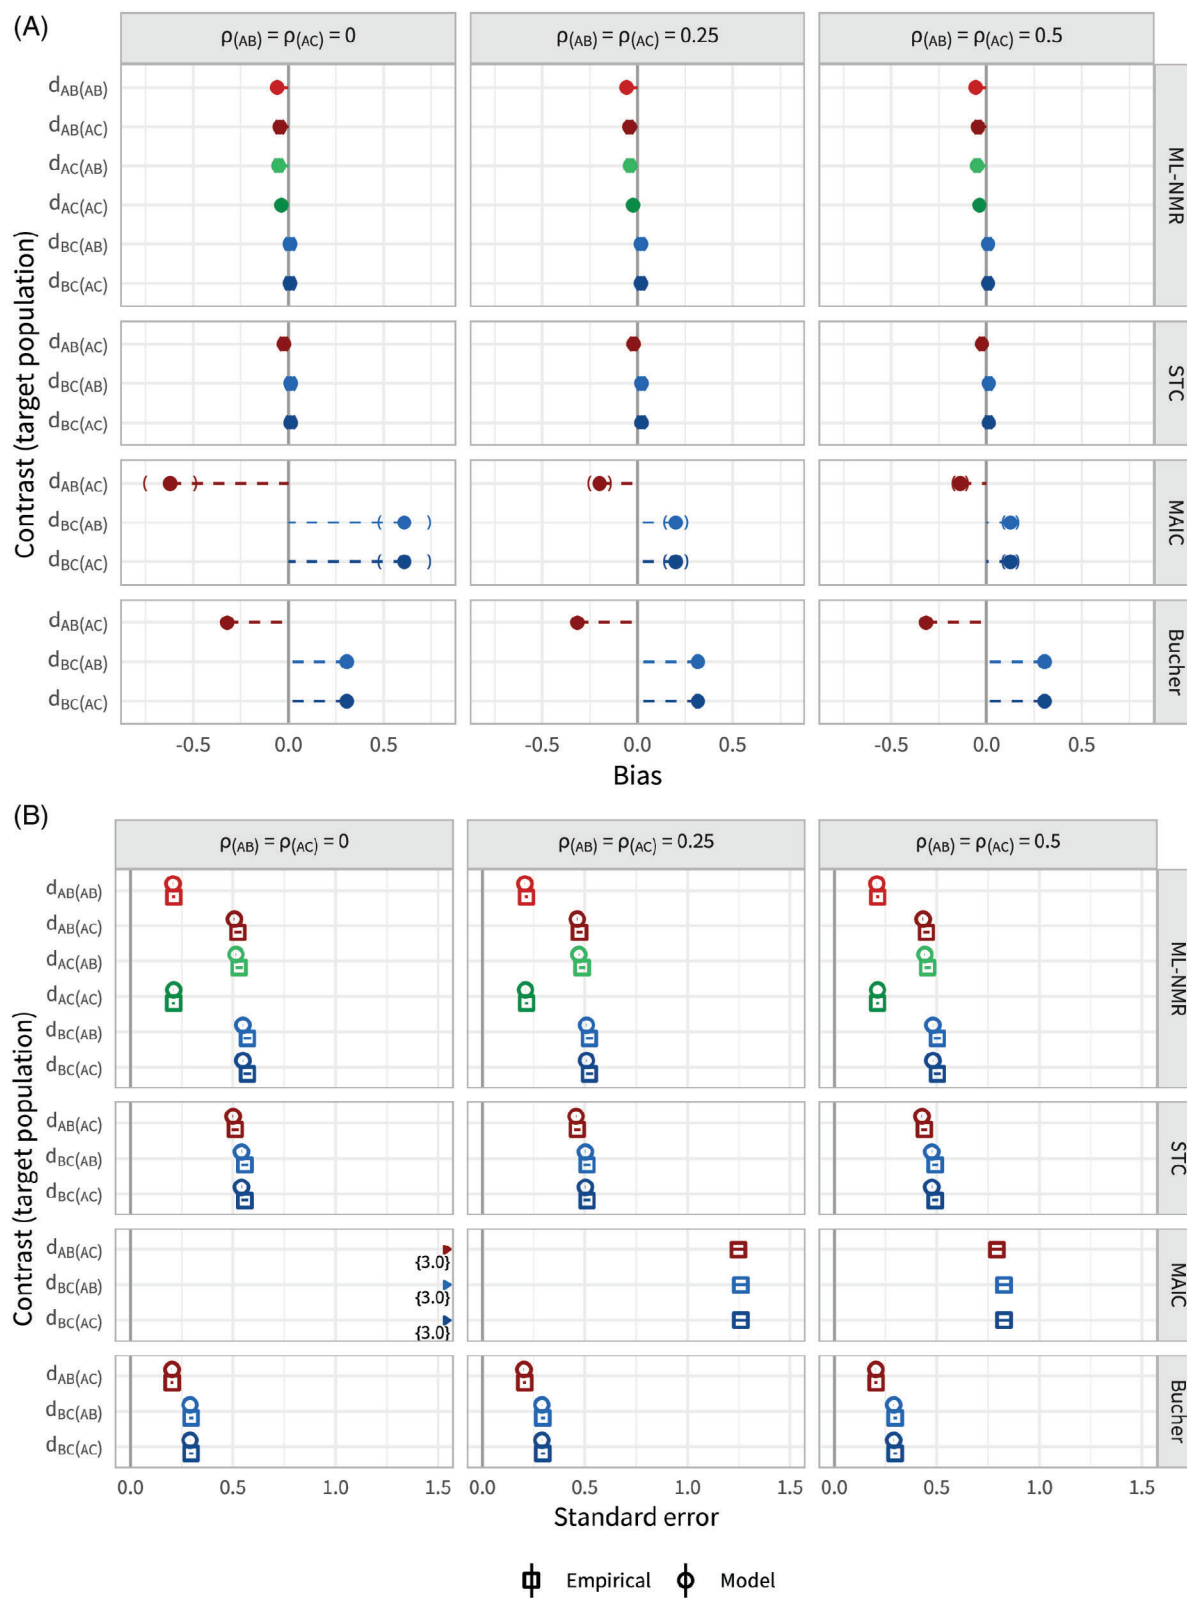 (A)
ρ(AB) = ρ(AC) = 0
ρ(AB) = ρ(AC) = 0.25
ρ(AB) = ρ(AC) = 0.5
Contrast (target population)
dAB(AB)
dAB(AC)
dAC(AB)
dAC(AC)
dBC(AB)
dBC(AC)
ML-NMR
dAB(AC)
dBC(AB)
dBC(AC)
STC
dAB(AC)
dBC(AB)
dBC(AC)
MAIC
dAB(AC)
dBC(AB)
dBC(AC)
Bucher
-0.5 0.0 0.5
-0.5 0.0 0.5
-0.5 0.0 0.5
Bias
(B)
ρ(AB) = ρ(AC) = 0
ρ(AB) = ρ(AC) = 0.25
ρ(AB) = ρ(AC) = 0.5
Contrast (target population)
dAB(AB)
dAB(AC)
dAC(AB)
dAC(AC)
dBC(AB)
dBC(AC)
ML-NMR
dAB(AC)
dBC(AB)
dBC(AC)
STC
dAB(AC)
{3.0}
dBC(AB)
{3.0}
dBC(AC)
{3.0}
MAIC
dAB(AC)
dBC(AB)
dBC(AC)
Bucher
0.0 0.5 1.0 1.5
0.0 0.5 1.0 1.5
0.0 0.5 1.0 1.5
Standard error
Empirical
Model